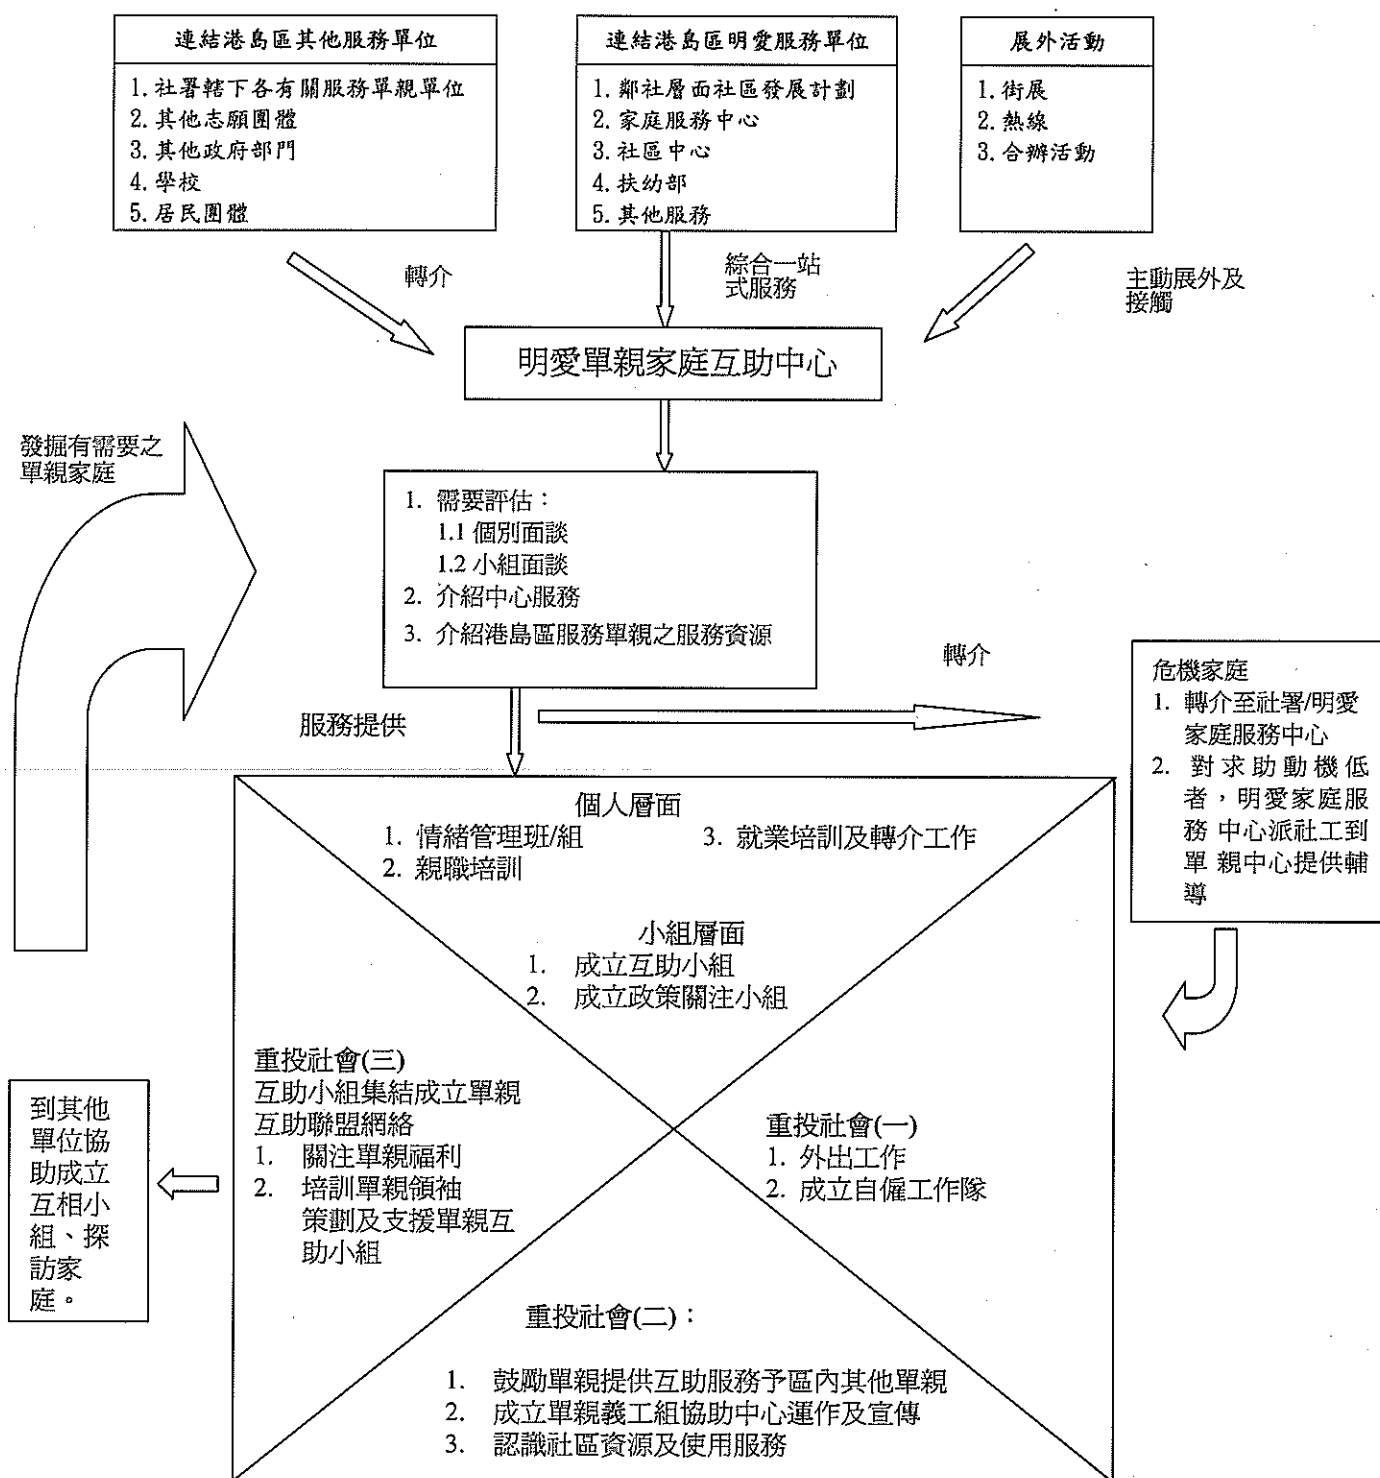 連結港島區其他服務單位
1. 社署轄下各有關服務單親單位
2. 其他志願團體
3. 其他政府部門
4. 學校
5. 居民團體
連結港島區明愛服務單位
1. 鄰社層面社區發展計劃
2. 家庭服務中心
3. 社區中心
4. 扶幼部
5. 其他服務
展外活動
1. 街展
2. 熱線
3. 合辦活動
轉介
綜合一站
式服務
主動展外及
接觸
明愛單親家庭互助中心
發掘有需要之
單親家庭
1. 需要評估：
1.1 個別面談
1.2 小組面談
2. 介紹中心服務
3. 介紹港島區服務單親之服務資源
轉介
服務提供
危機家庭
1. 轉介至社署/明愛
家庭服務中心
2. 對求助動機低
者，明愛家庭服
務 中心派社工到
單 親中心提供輔
導
個人層面
1. 情緒管理班/組
2. 親職培訓
3. 就業培訓及轉介工作
小組層面
1. 成立互助小組
2. 成立政策關注小組
重投社會(三)
互助小組集結成立單親
互助聯盟網絡
1. 關注單親福利
2. 培訓單親領袖
策劃及支援單親互
助小組
重投社會(一)
1. 外出工作
2. 成立自僱工作隊
到其他
單位協
助成立
互相小
組、探
訪家
庭。
重投社會(二)：
1. 鼓勵單親提供互助服務予區內其他單親
2. 成立單親義工組協助中心運作及宣傳
3. 認識社區資源及使用服務